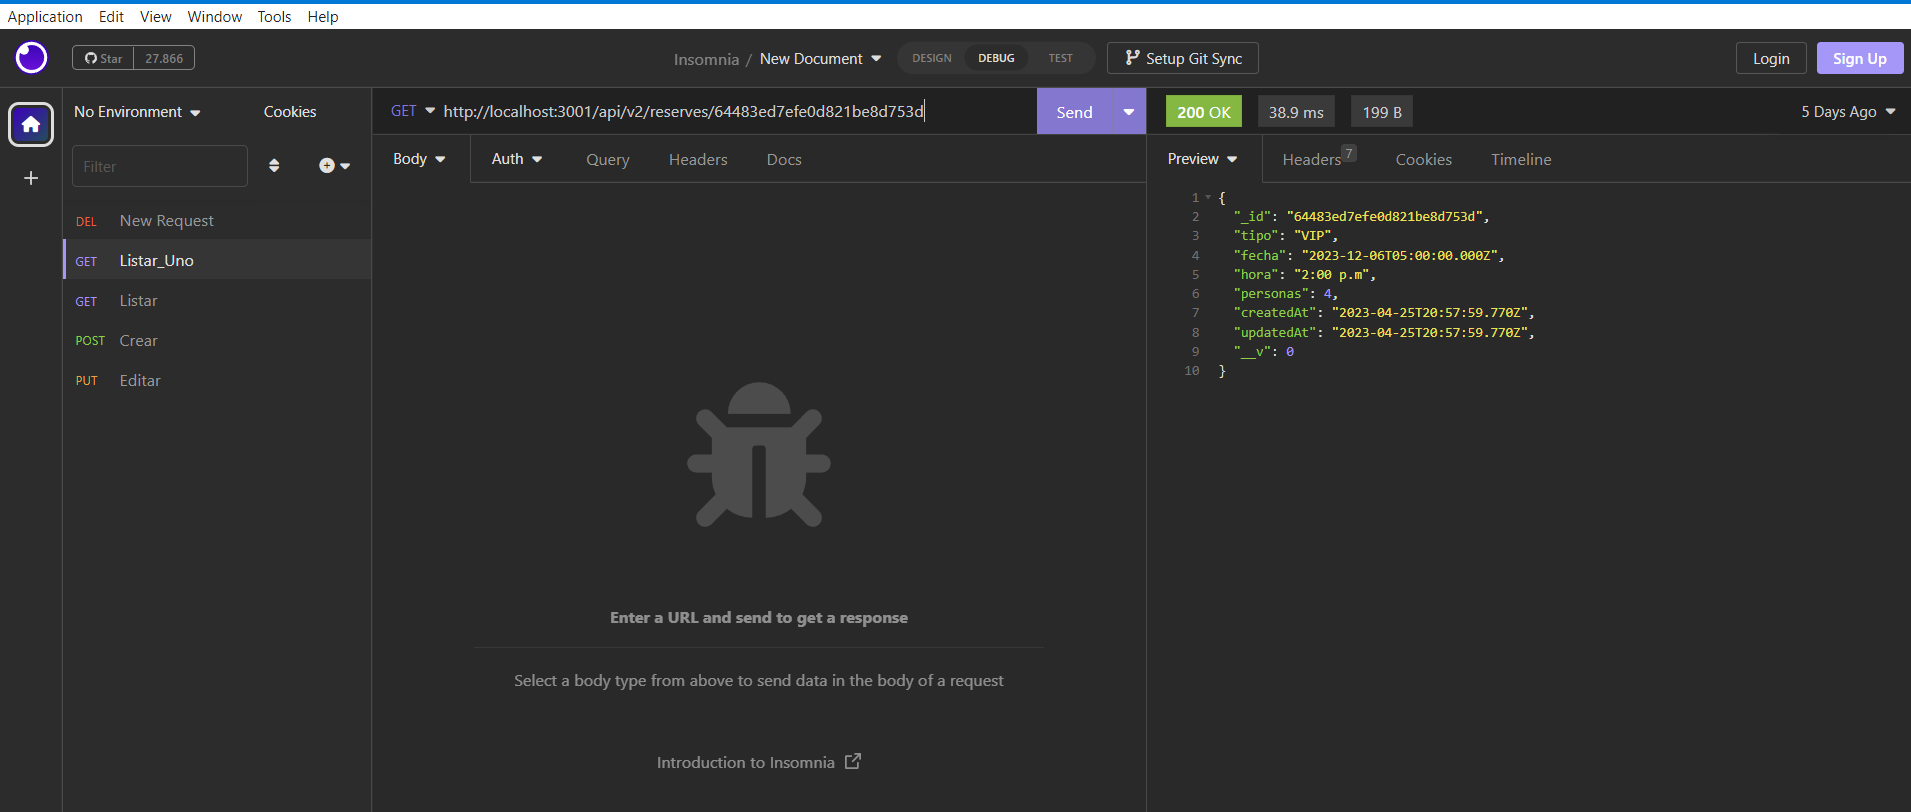 Application Edit View Window Tools Help
Star 27.866 Insomnia / New Document DESIGN DEBUG TEST Setup Git Sync Login Sign Up
No Environment Cookies
Filter
DEL New Request
GET Listar_Uno
GET Listar
POST Crear
PUT Editar
GET http://localhost:3001/api/v2/reserves/64483ed7efe0d821be8d753d Send
Body Auth Query Headers Docs
Enter a URL and send to get a response
Select a body type from above to send data in the body of a request
Introduction to Insomnia
200 OK 38.9 ms 199 B 5 Days Ago
Preview Headers 7 Cookies Timeline
1 {
2 "_id": "64483ed7efe0d821be8d753d",
3 "tipo": "VIP",
4 "fecha": "2023-12-06T05:00:00.000Z",
5 "hora": "2:00 p.m",
6 "personas": 4,
7 "createdAt": "2023-04-25T20:57:59.770Z",
8 "updatedAt": "2023-04-25T20:57:59.770Z",
9 "__v": 0
10 }